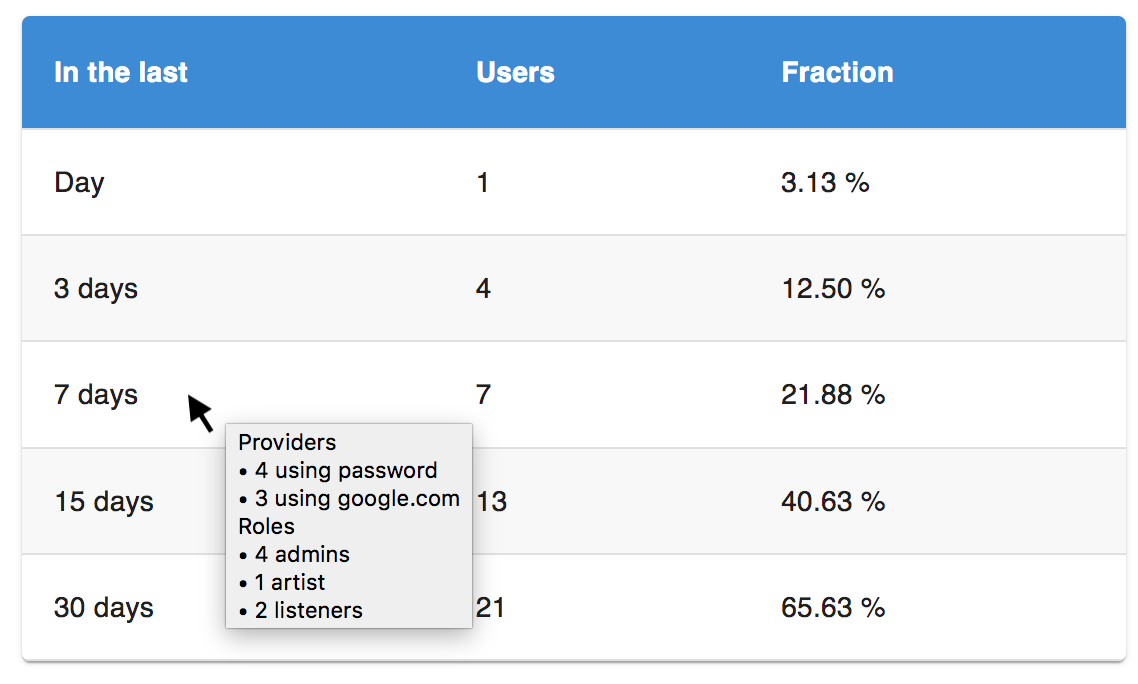 In the last Users Fraction
Day 1 3.13 %
3 days 4 12.50 %
7 days 7 21.88 %
Providers
• 4 using password
• 3 using google.com
Roles
• 4 admins
• 1 artist
• 2 listeners
15 days 13 40.63 %
30 days 21 65.63 %